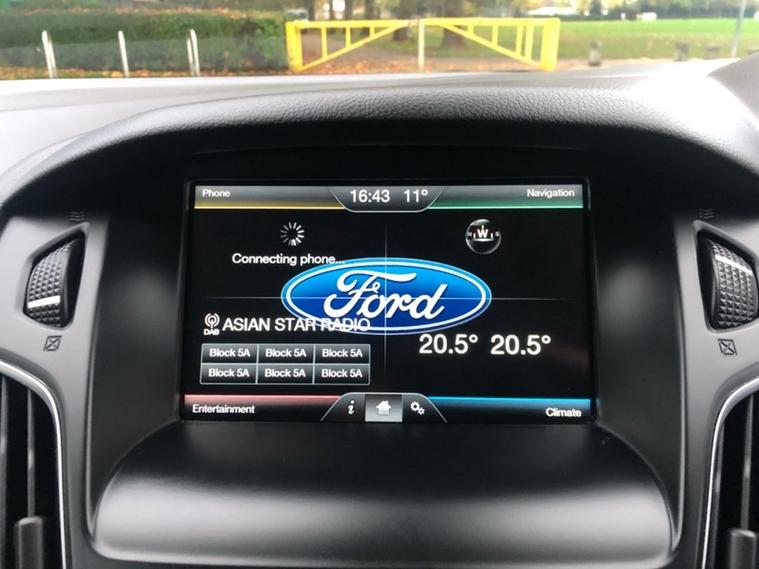 Phone 16:43 11° Navigation
N W S
Connecting phone...
Ford
DAB ASIAN STAR RADIO
20.5° 20.5°
Block 5A Block 5A Block 5A
Block 5A Block 5A Block 5A
Entertainment i Climate